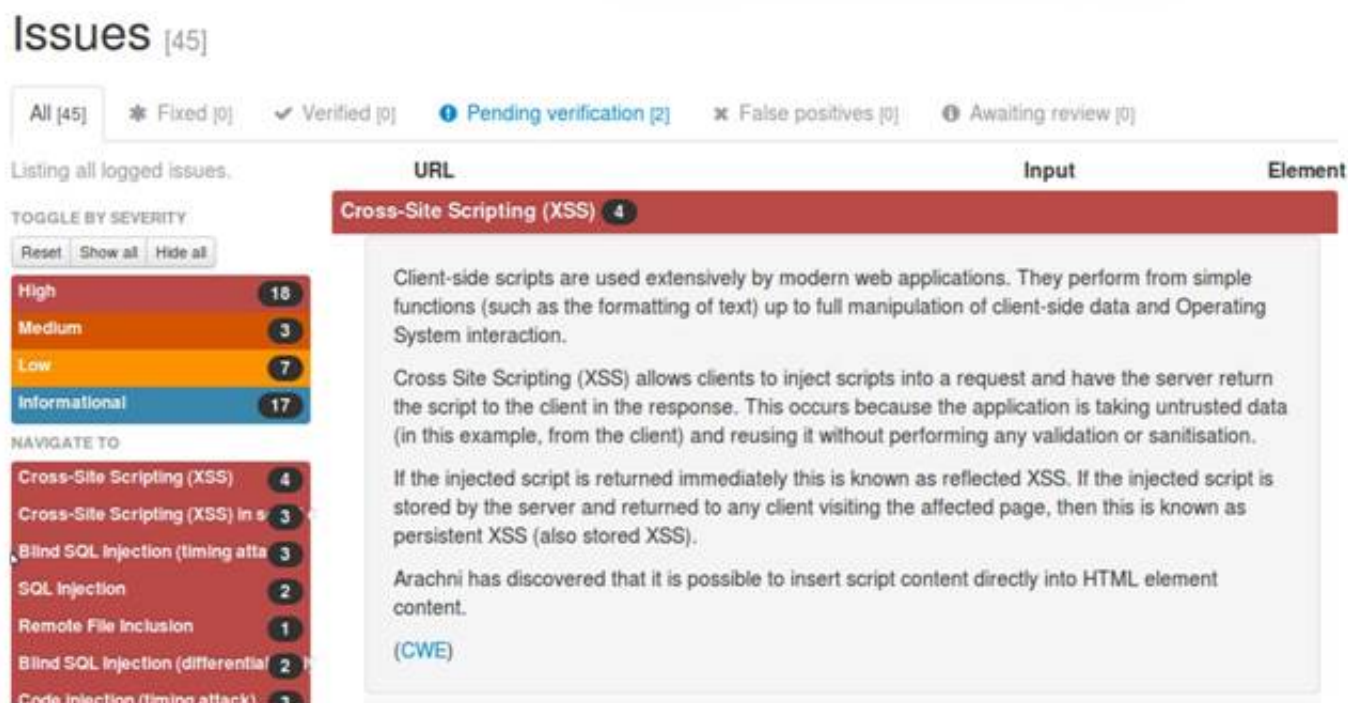 Issues [45]
All [45] Fixed [0] Verified [0] Pending verification [2] False positives [0] Awaiting review [0]
Listing all logged issues.
URL Input Element
TOGGLE BY SEVERITY
Reset Show all Hide all
High 18
Medium 3
Low 7
Informational 17
NAVIGATE TO
Cross-Site Scripting (XSS) 4
Cross-Site Scripting (XSS) in s 3
Blind SQL Injection (timing atta 3
SQL Injection 2
Remote File Inclusion 1
Blind SQL Injection (differential 2
Code injection (timing attack)
Cross-Site Scripting (XSS) 4
Client-side scripts are used extensively by modern web applications. They perform from simple
functions (such as the formatting of text) up to full manipulation of client-side data and Operating
System interaction.
Cross Site Scripting (XSS) allows clients to inject scripts into a request and have the server return
the script to the client in the response. This occurs because the application is taking untrusted data
(in this example, from the client) and reusing it without performing any validation or sanitisation.
If the injected script is returned immediately this is known as reflected XSS. If the injected script is
stored by the server and returned to any client visiting the affected page, then this is known as
persistent XSS (also stored XSS).
Arachni has discovered that it is possible to insert script content directly into HTML element
content.
(CWE)